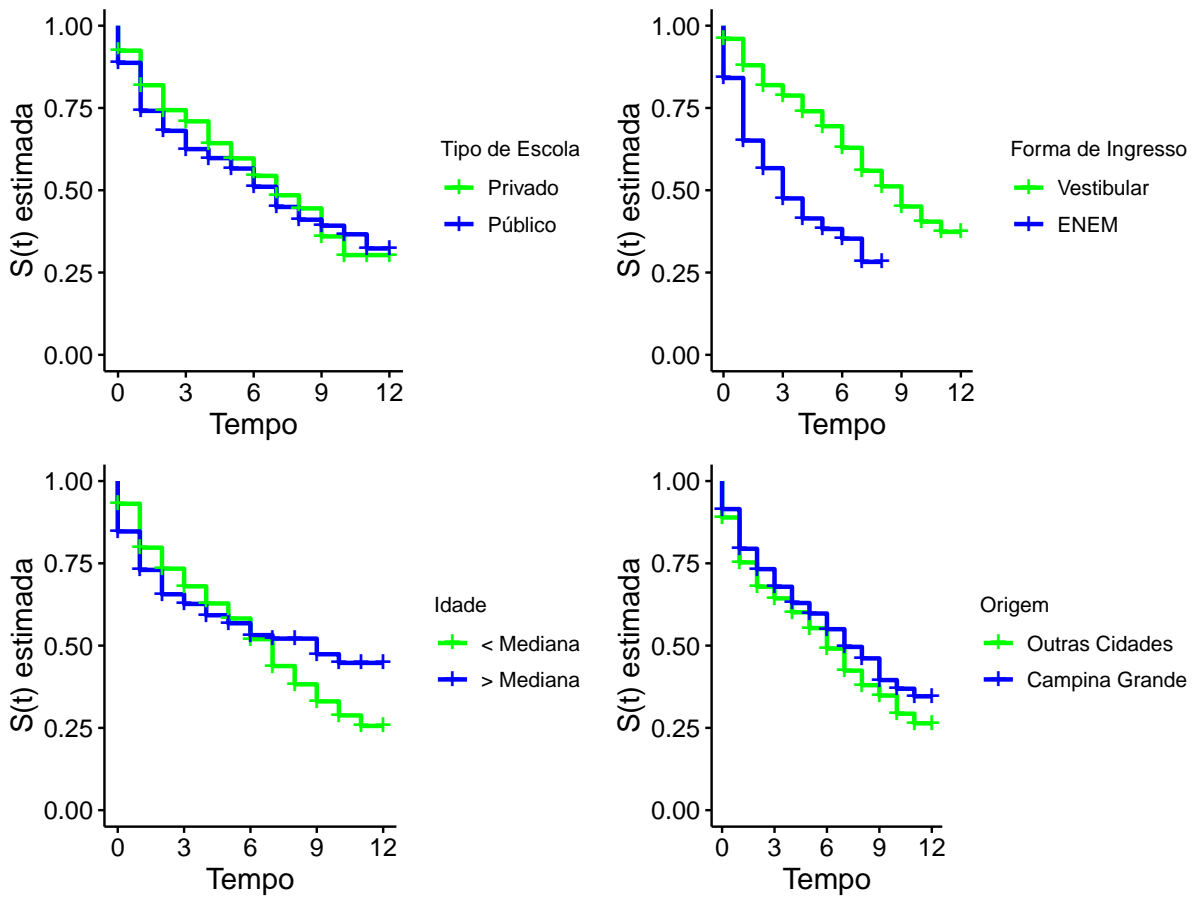 1.00
0.75
0.50
0.25
0.00
S(t) estimada
0 3 6 9 12
Tempo
Tipo de Escola
Privado
Público
1.00
0.75
0.50
0.25
0.00
S(t) estimada
0 3 6 9 12
Tempo
Forma de Ingresso
Vestibular
ENEM
1.00
0.75
0.50
0.25
0.00
S(t) estimada
0 3 6 9 12
Tempo
Idade
< Mediana
> Mediana
1.00
0.75
0.50
0.25
0.00
S(t) estimada
0 3 6 9 12
Tempo
Origem
Outras Cidades
Campina Grande